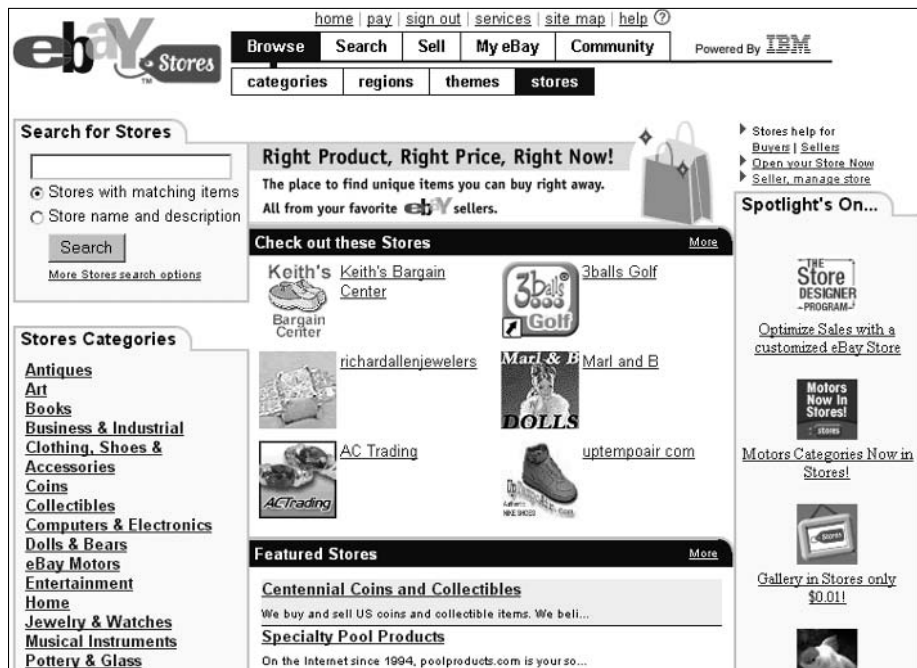 home | pay | sign out | services | site map | help ?
ebaY Stores
TM
Browse Search Sell My eBay Community
Powered By IBM
categories regions themes stores
Search for Stores
Stores with matching items
Store name and description
Search
More Stores search options
Stores Categories
Antiques
Art
Books
Business & Industrial
Clothing, Shoes &
Accessories
Coins
Collectibles
Computers & Electronics
Dolls & Bears
eBay Motors
Entertainment
Home
Jewelry & Watches
Musical Instruments
Pottery & Glass
Right Product, Right Price, Right Now!
The place to find unique items you can buy right away.
All from your favorite ebaY sellers.
Check out these Stores More
Keith's
Bargain
Center
Keith's Bargain
Center
3balls
Golf
3balls Golf
richardallenjewelers
Marl & B
DOLLS
Marl and B
ACTrading
AC Trading
NIKE SHOES
uptempoair com
Featured Stores More
Centennial Coins and Collectibles
We buy and sell US coins and collectible items. We beli...
Specialty Pool Products
On the Internet since 1994, poolproducts.com is your so...
Stores help for
Buyers | Sellers
Open your Store Now
Seller, manage store
Spotlight's On...
THE
Store
DESIGNER
-PROGRAM-
Optimize Sales with a
customized eBay Store
Motors
Now In
Stores!
stores
Motors Categories Now in
Stores!
Stores
Gallery in Stores only
$0.01!